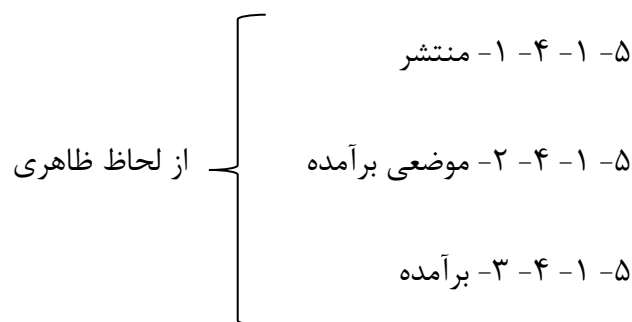 ۵- ۱- ۴- ۱- منتشر
۵- ۱- ۴- ۲- موضعی برآمده
از لحاظ ظاهری
۵- ۱- ۴- ۳- برآمده